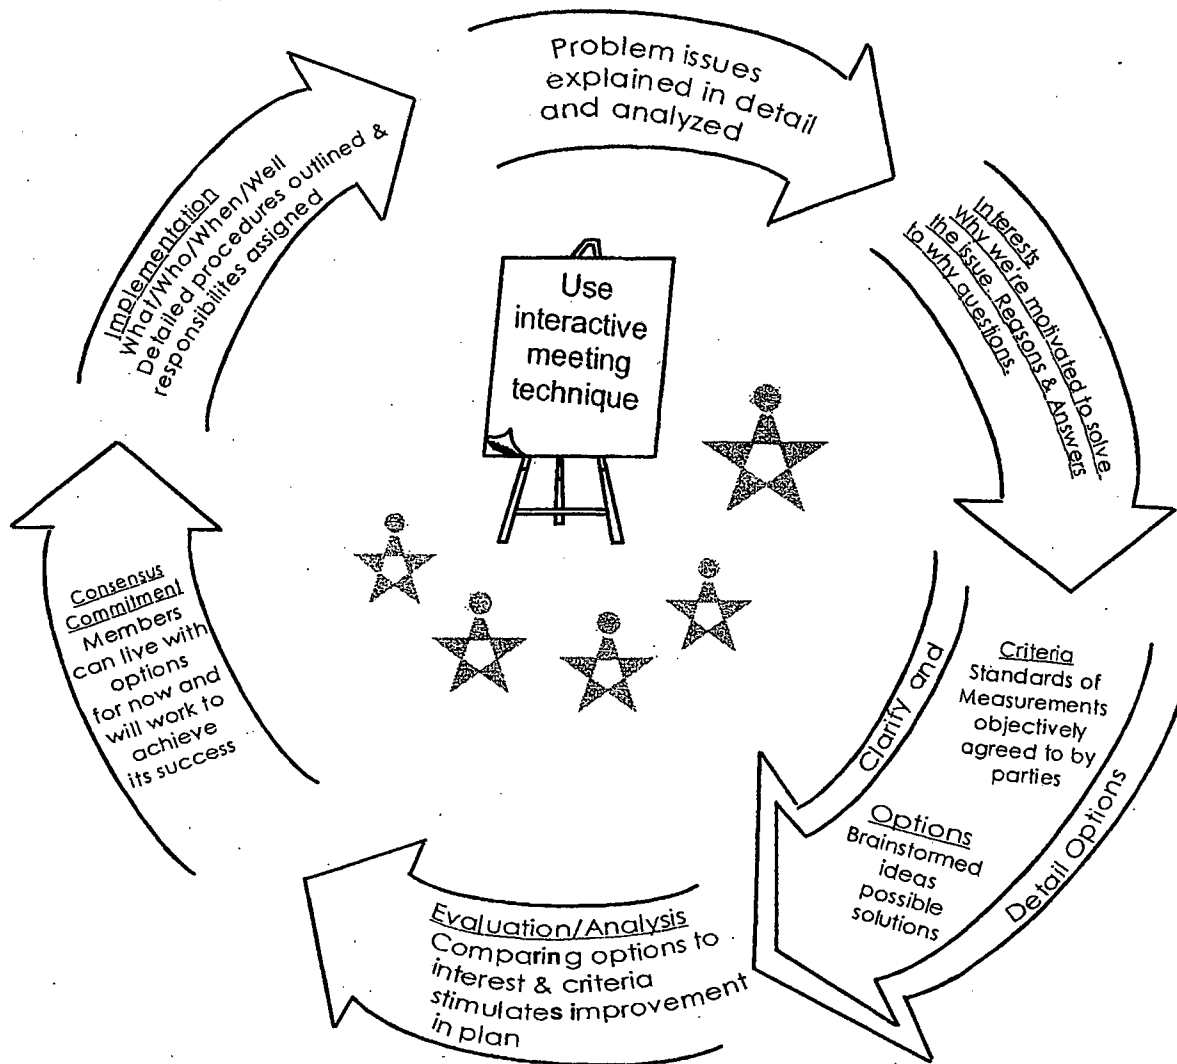 Problem issues
explained in detail
and analyzed
Interests
why we're motivated to solve
the issue. Reasons & Answers
to why questions.
Criteria
Standards of
Measurements
objectively
agreed to by
parties
Options
Brainstormed
ideas
possible
solutions
Clarify and
Detail Options
Evaluation/Analysis
Comparing options to
interest & criteria
stimulates improvement
in plan
Consensus
Commitment
Members
can live with
options
for now and
will work to
achieve
its success
Implementation
What/Who/When/Well
Detailed procedures outlined &
responsibilites assigned
Use
interactive
meeting
technique